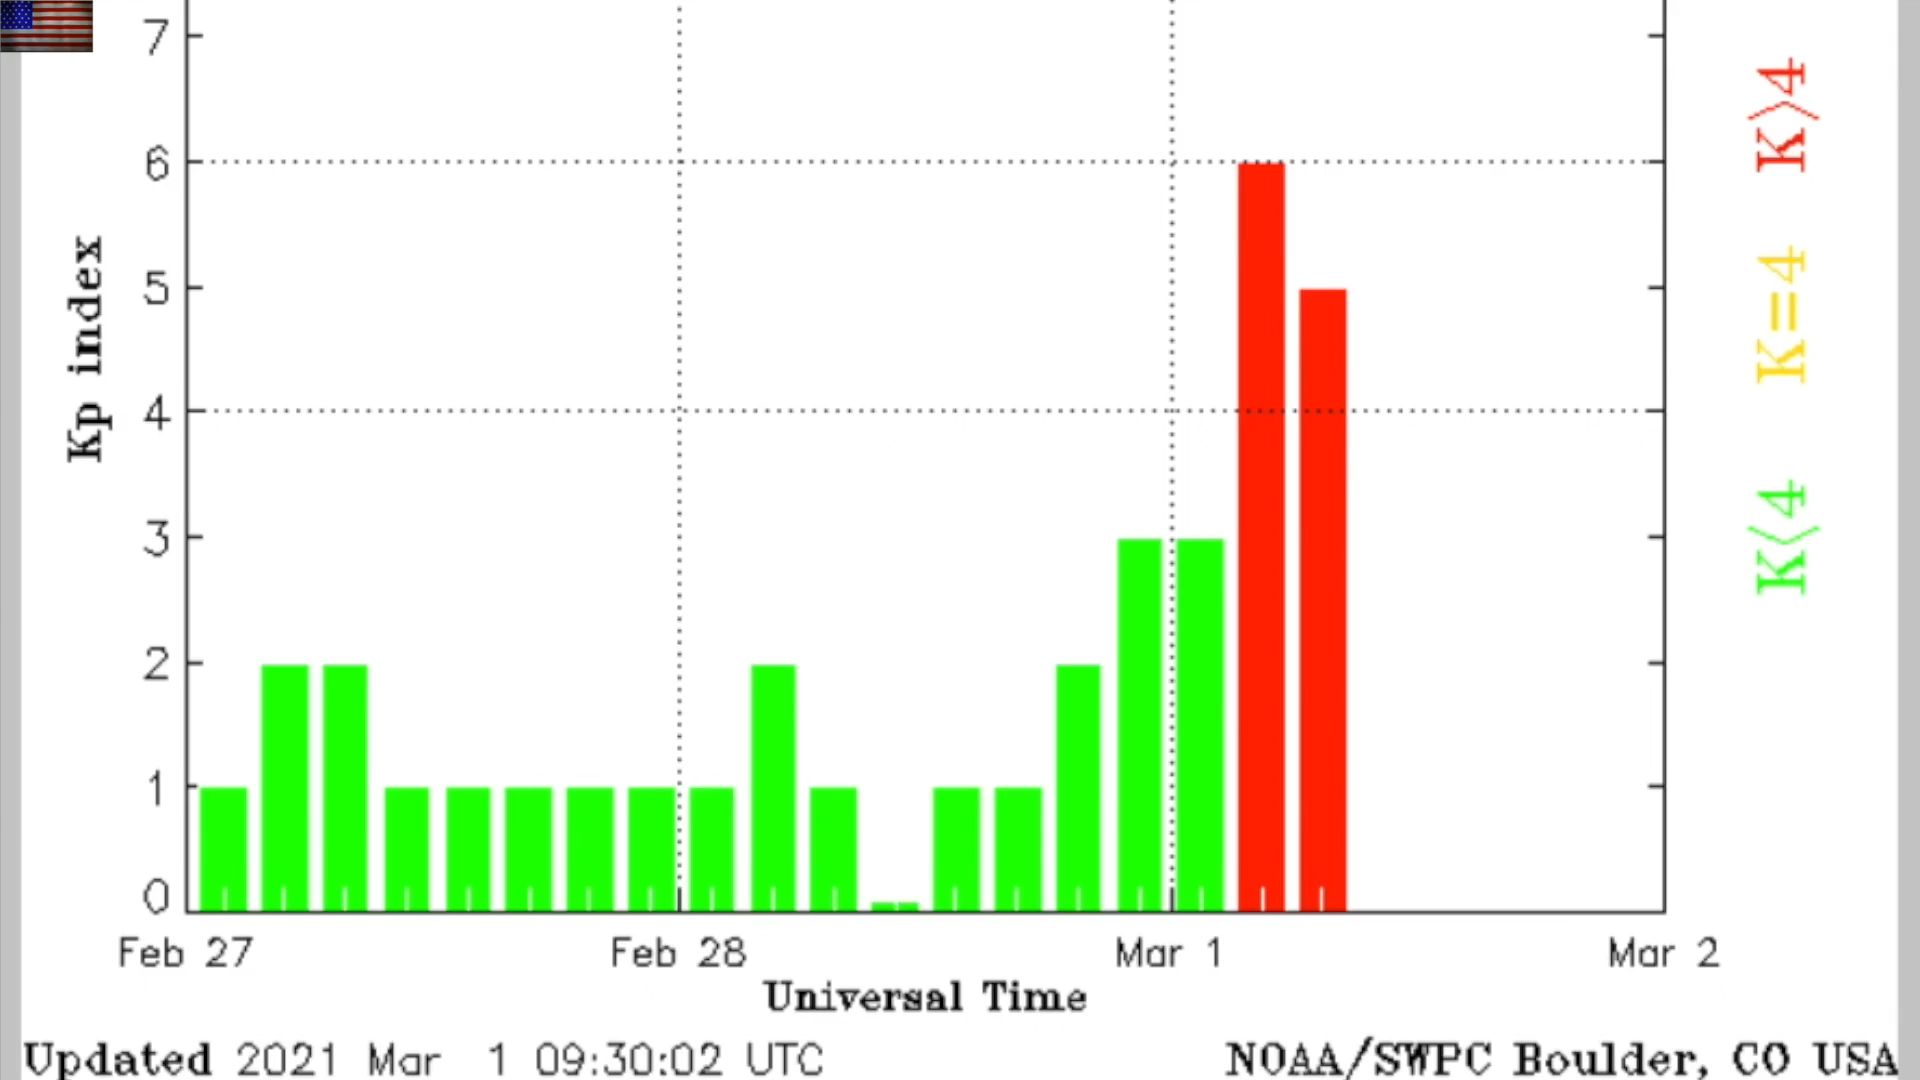 7
6
5
4
3
2
1
0
Kp index
K>4
K=4
K<4
Feb 27
Feb 28
Mar 1
Mar 2
Universal Time
Updated 2021 Mar 1 09:30:02 UTC
NOAA/SWPC Boulder, CO USA